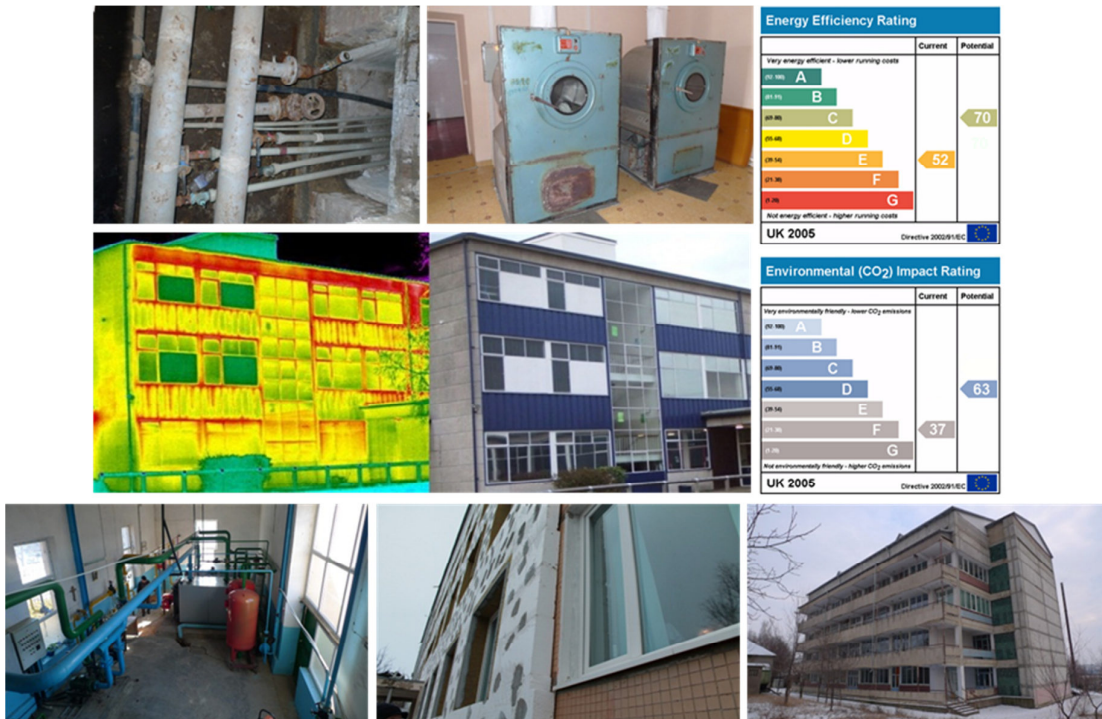 Energy Efficiency Rating
Current Potential
Very energy efficient - lower running costs
(92-100) A
(81-91) B
(69-80) C
70
(55-68) D
(39-54) E
52
(21-38) F
(1-20) G
Not energy efficient - higher running costs
UK 2005
Directive 2002/91/EC
Environmental (CO2) Impact Rating
Current Potential
Very environmentally friendly - lower CO2 emissions
(92-100) A
(81-91) B
(69-80) C
(55-68) D
63
(39-54) E
(21-38) F
37
(1-20) G
Not environmentally friendly - higher CO2 emissions
UK 2005
Directive 2002/91/EC